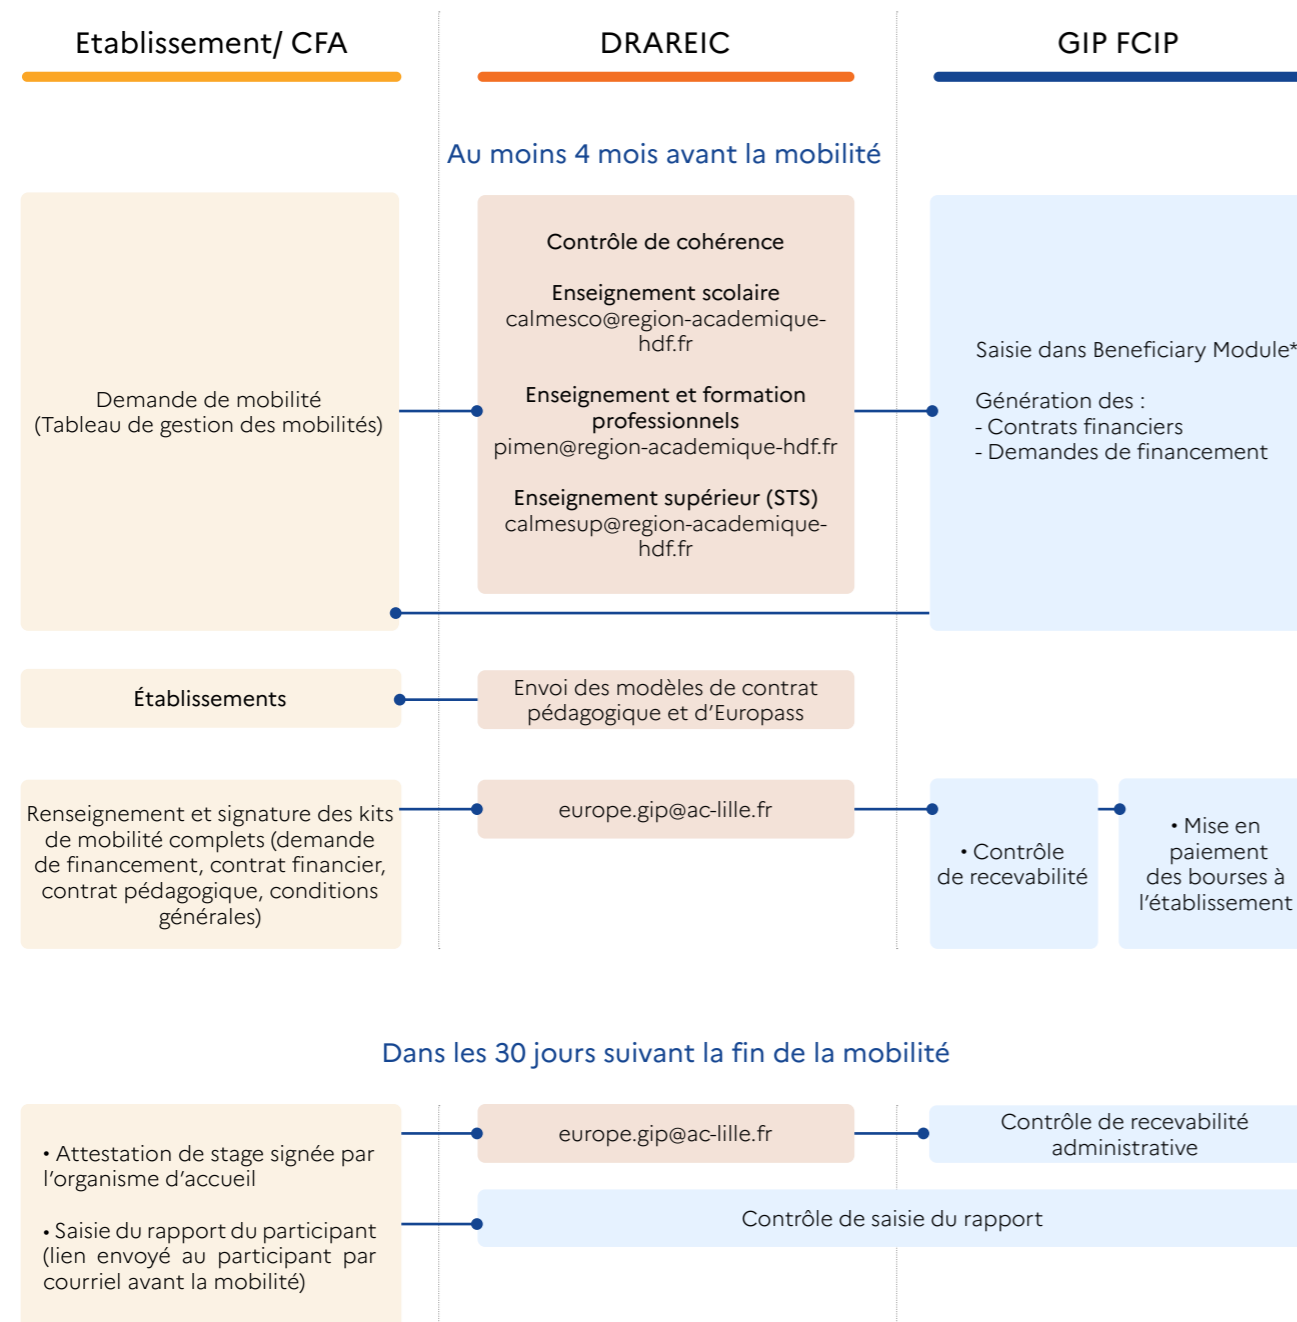 Etablissement/ CFA
DRAREIC
GIP FCIP
Au moins 4 mois avant la mobilité
Demande de mobilité
(Tableau de gestion des mobilités)
Contrôle de cohérence
Enseignement scolaire
calmesco@region-academique-
hdf.fr
Enseignement et formation
professionnels
pimen@region-academique-hdf.fr
Enseignement supérieur (STS)
calmesup@region-academique-
hdf.fr
Saisie dans Beneficiary Module*
Génération des :
- Contrats financiers
- Demandes de financement
Établissements
Envoi des modèles de contrat
pédagogique et d’Europass
Renseignement et signature des kits
de mobilité complets (demande
de financement, contrat financier,
contrat pédagogique, conditions
générales)
europe.gip@ac-lille.fr
• Contrôle
de recevabilité
• Mise en
paiement
des bourses à
l’établissement
Dans les 30 jours suivant la fin de la mobilité
• Attestation de stage signée par
l’organisme d’accueil
• Saisie du rapport du participant
(lien envoyé au participant par
courriel avant la mobilité)
europe.gip@ac-lille.fr
Contrôle de recevabilité
administrative
Contrôle de saisie du rapport